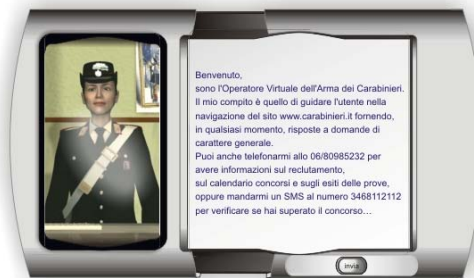 Benvenuto,
sono l'Operatore Virtuale dell'Arma dei Carabinieri.
Il mio compito è quello di guidare l'utente nella
navigazione del sito www.carabinieri.it fornendo,
in qualsiasi momento, risposte a domande di
carattere generale.
Puoi anche telefonarmi allo 06/80985232 per
avere informazioni sul reclutamento,
sul calendario concorsi e sugli esiti delle prove,
oppure mandarmi un SMS al numero 3468112112
per verificare se hai superato il concorso…
invia